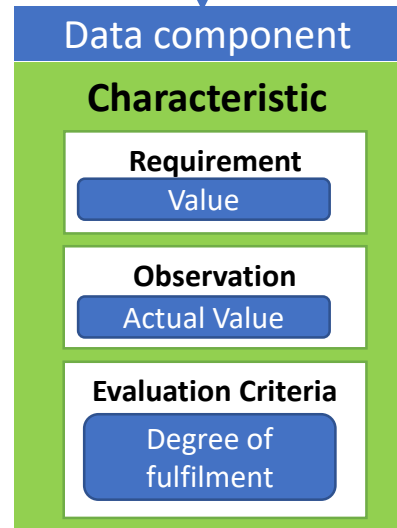 Data component
Characteristic
Requirement
Value
Observation
Actual Value
Evaluation Criteria
Degree of
fulfilment